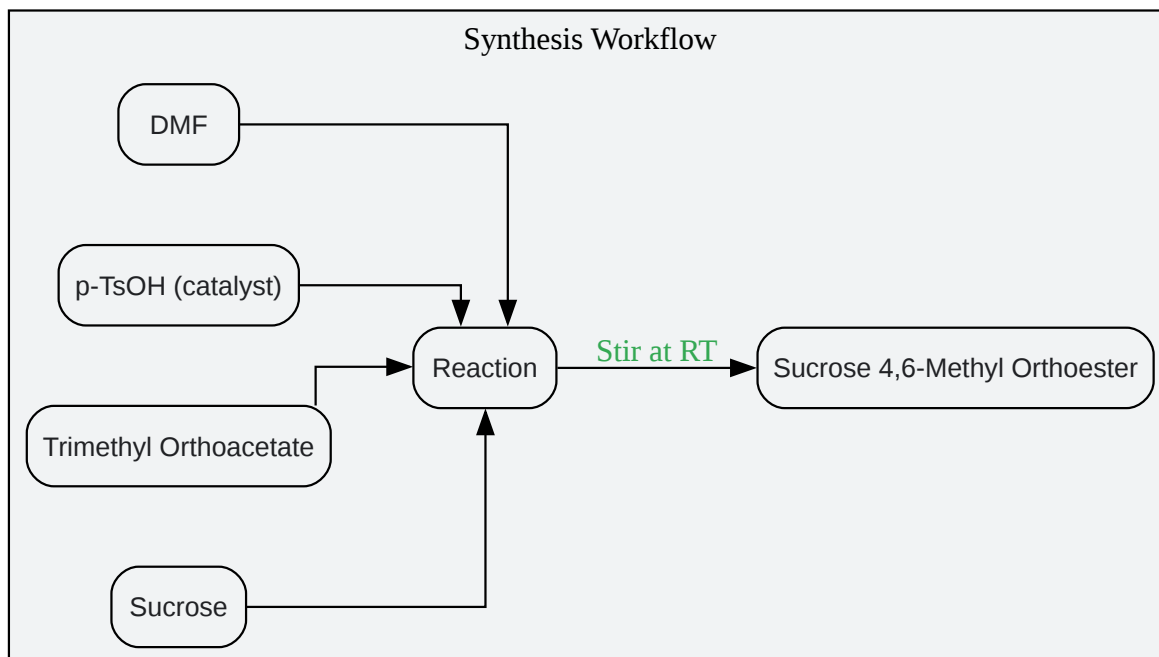 Synthesis Workflow
DMF
p-TsOH (catalyst)
Reaction
Stir at RT
Sucrose 4,6-Methyl Orthoester
Trimethyl Orthoacetate
Sucrose